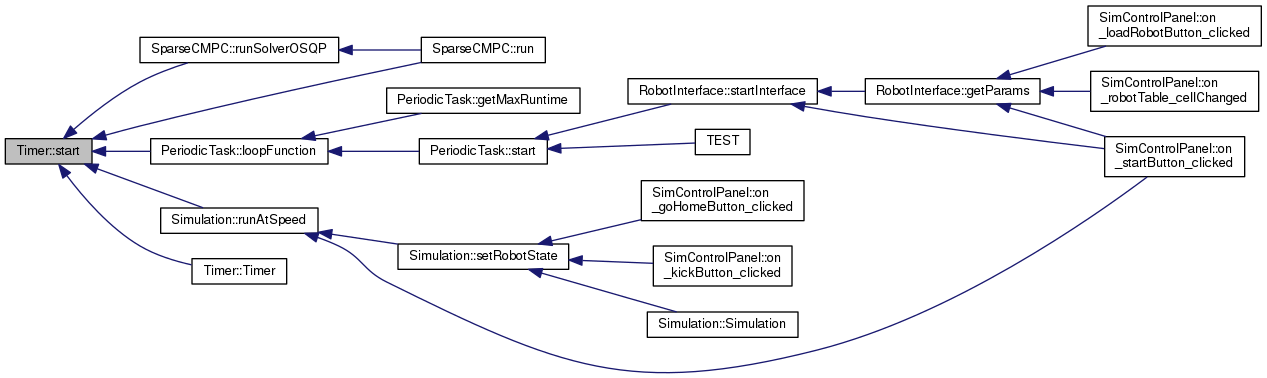 Timer::start
SparseCMPC::runSolverOSQP
SparseCMPC::run
PeriodicTask::loopFunction
PeriodicTask::getMaxRuntime
PeriodicTask::start
RobotInterface::startInterface
RobotInterface::getParams
SimControlPanel::on
_loadRobotButton_clicked
SimControlPanel::on
_robotTable_cellChanged
SimControlPanel::on
_startButton_clicked
TEST
Simulation::runAtSpeed
Simulation::setRobotState
SimControlPanel::on
_goHomeButton_clicked
SimControlPanel::on
_kickButton_clicked
Simulation::Simulation
Timer::Timer